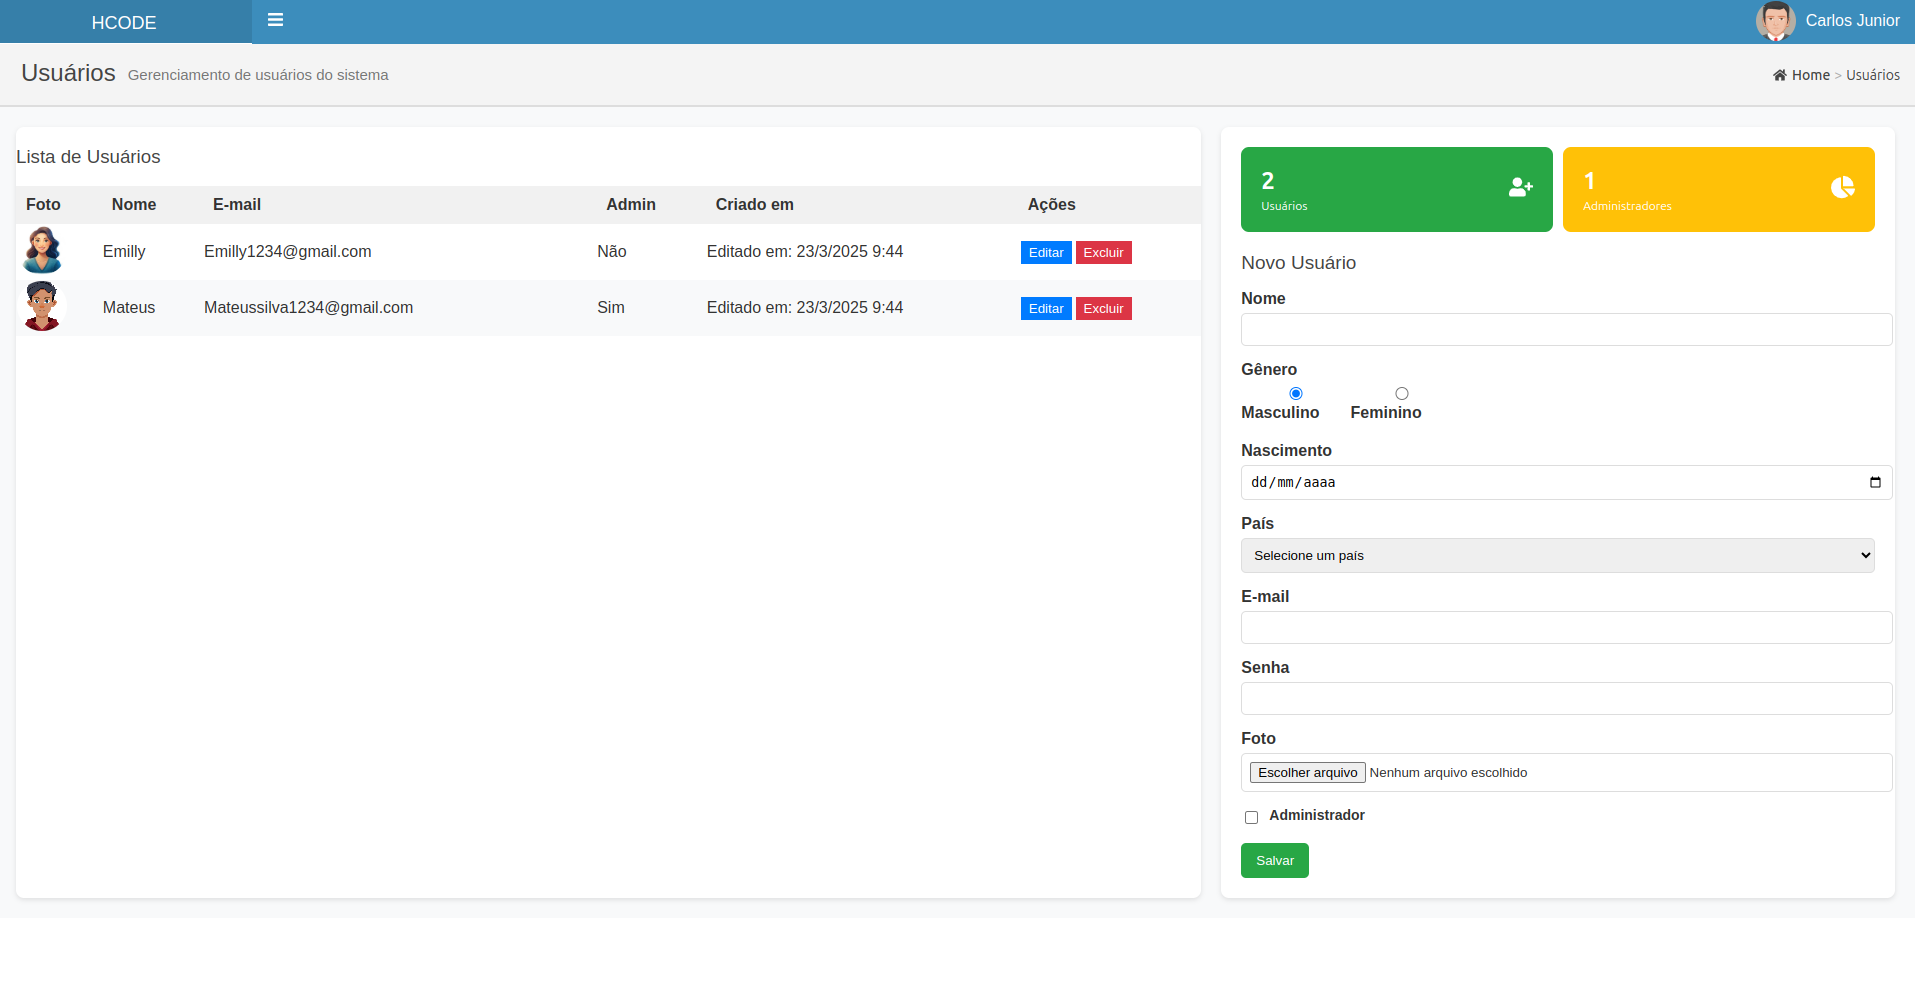 HCODE
Carlos Junior
Usuários Gerenciamento de usuários do sistema
Home > Usuários
Lista de Usuários
Foto Nome E-mail Admin Criado em Ações
Emilly Emilly1234@gmail.com Não Editado em: 23/3/2025 9:44 Editar Excluir
Mateus Mateussilva1234@gmail.com Sim Editado em: 23/3/2025 9:44 Editar Excluir
2
Usuários
1
Administradores
Novo Usuário
Nome
Gênero
Masculino Feminino
Nascimento
dd/mm/aaaa
País
Selecione um país
E-mail
Senha
Foto
Escolher arquivo Nenhum arquivo escolhido
Administrador
Salvar